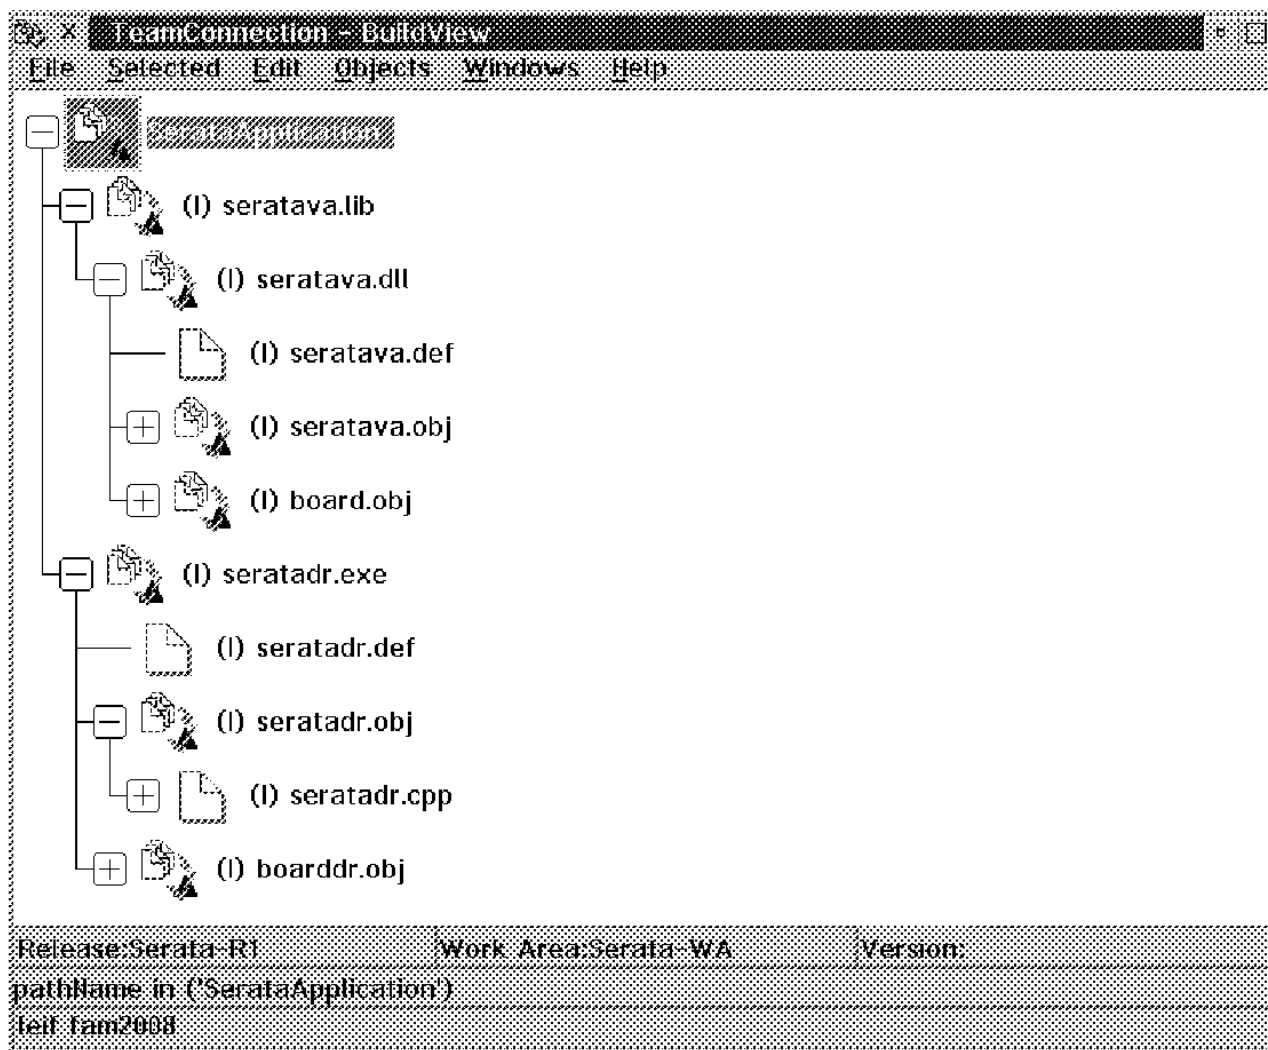 TeamConnection - BuildView
File Selected Edit Objects Windows Help
SerataApplication
(I) seratava.lib
(I) seratava.dll
(I) seratava.def
(I) seratava.obj
(I) board.obj
(I) seratadr.exe
(I) seratadr.def
(I) seratadr.obj
(I) seratadr.cpp
(I) boarddr.obj
Release:Serata-R1 Work Area:Serata-WA Version:
pathName in ('SerataApplication')
leif fam2008